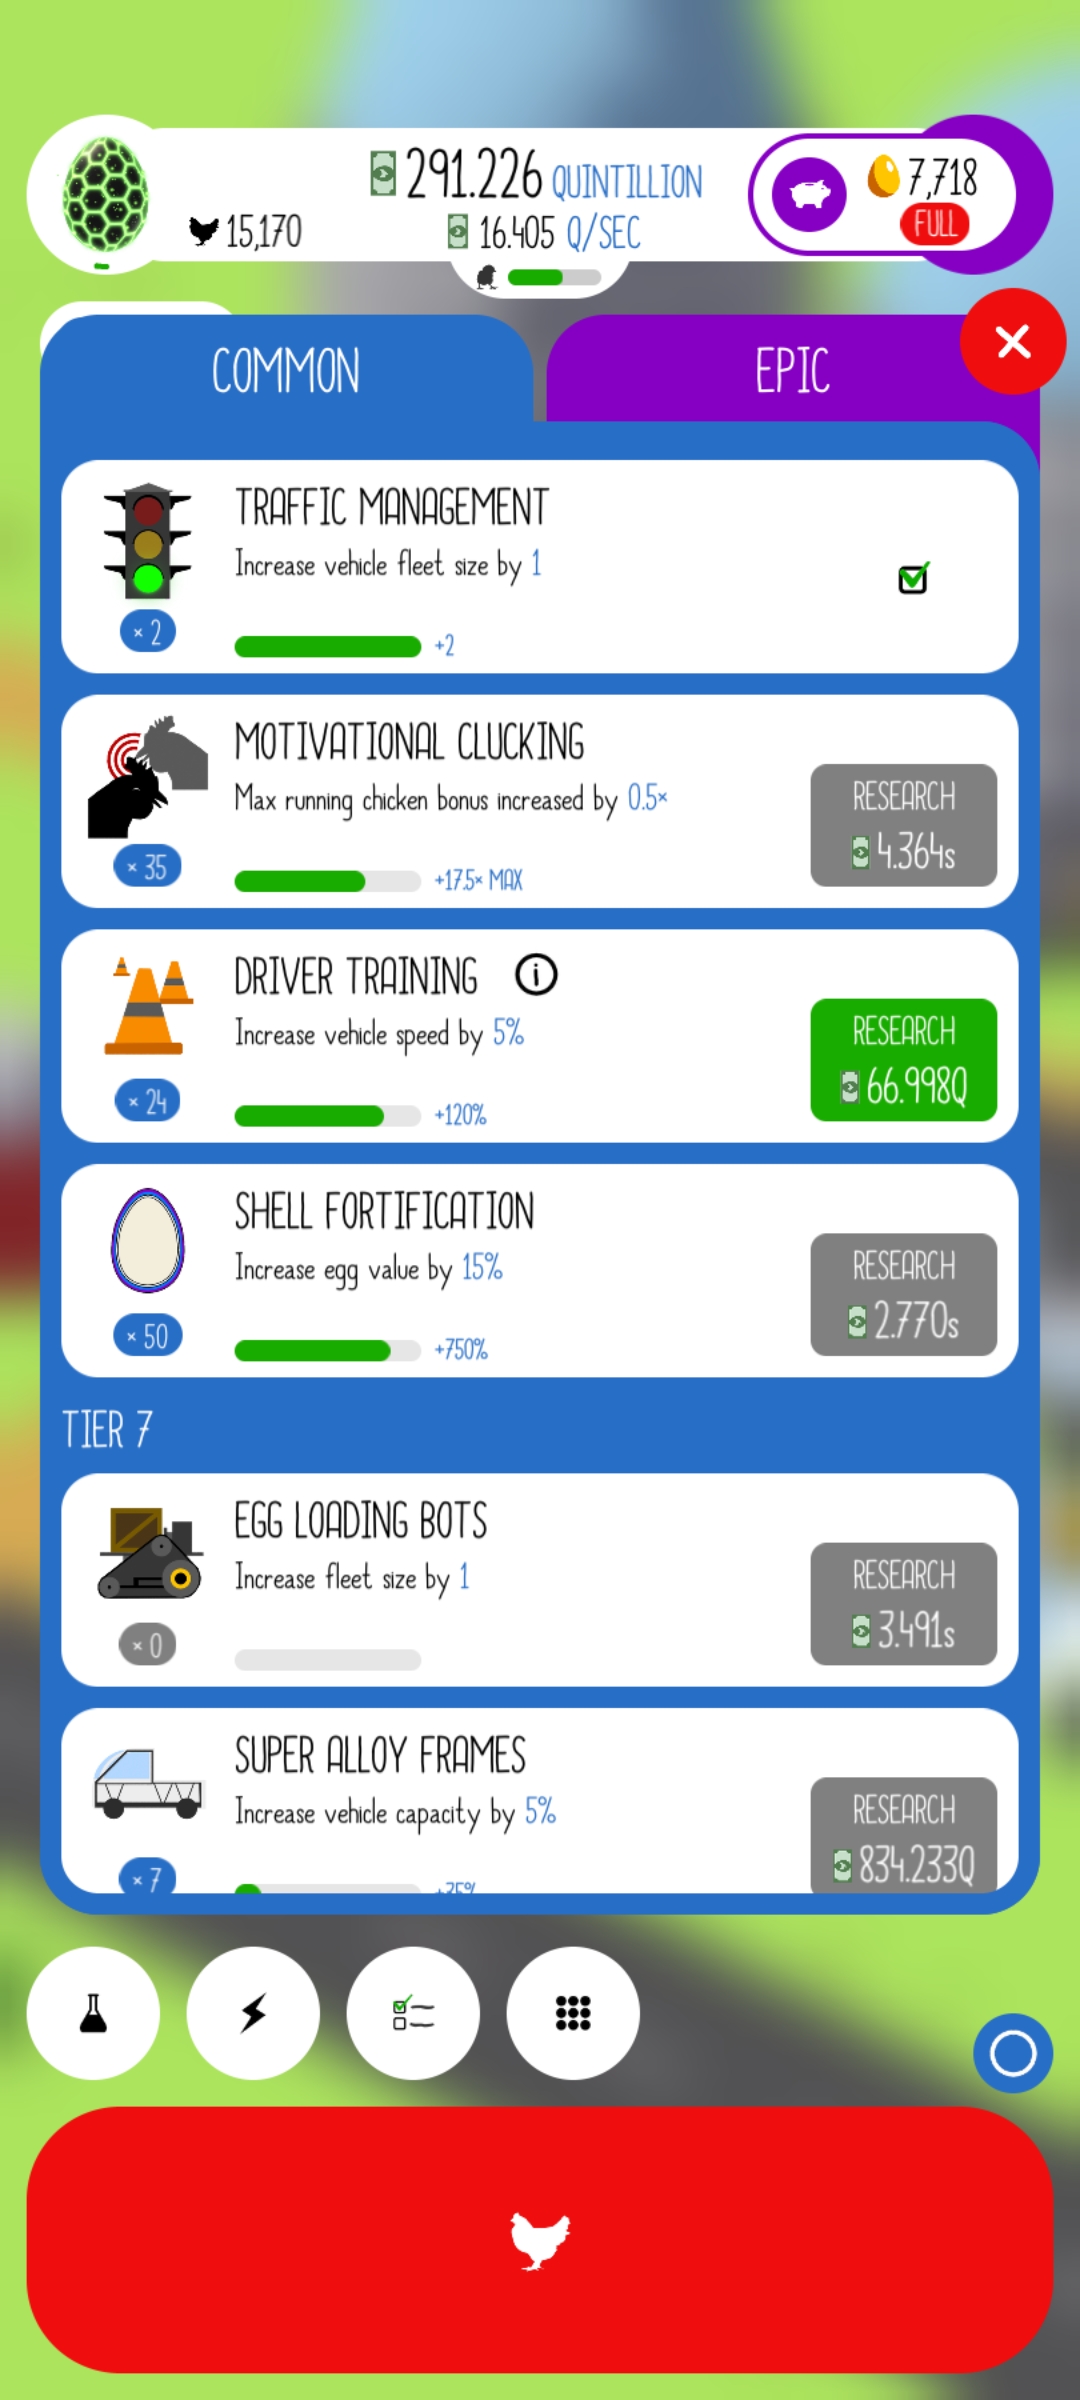 291.226 QUINTILLION
15,170
16.405 Q/SEC
7,718
FULL
COMMON
EPIC
TRAFFIC MANAGEMENT
Increase vehicle fleet size by 1
× 2
+2
MOTIVATIONAL CLUCKING
Max running chicken bonus increased by 0.5×
RESEARCH
4.364s
× 35
+17.5× MAX
DRIVER TRAINING i
Increase vehicle speed by 5%
RESEARCH
66.998Q
× 24
+120%
SHELL FORTIFICATION
Increase egg value by 15%
RESEARCH
2.770s
× 50
+750%
TIER 7
EGG LOADING BOTS
Increase fleet size by 1
RESEARCH
3.491s
× 0
SUPER ALLOY FRAMES
Increase vehicle capacity by 5%
RESEARCH
834.233Q
× 7
+35%